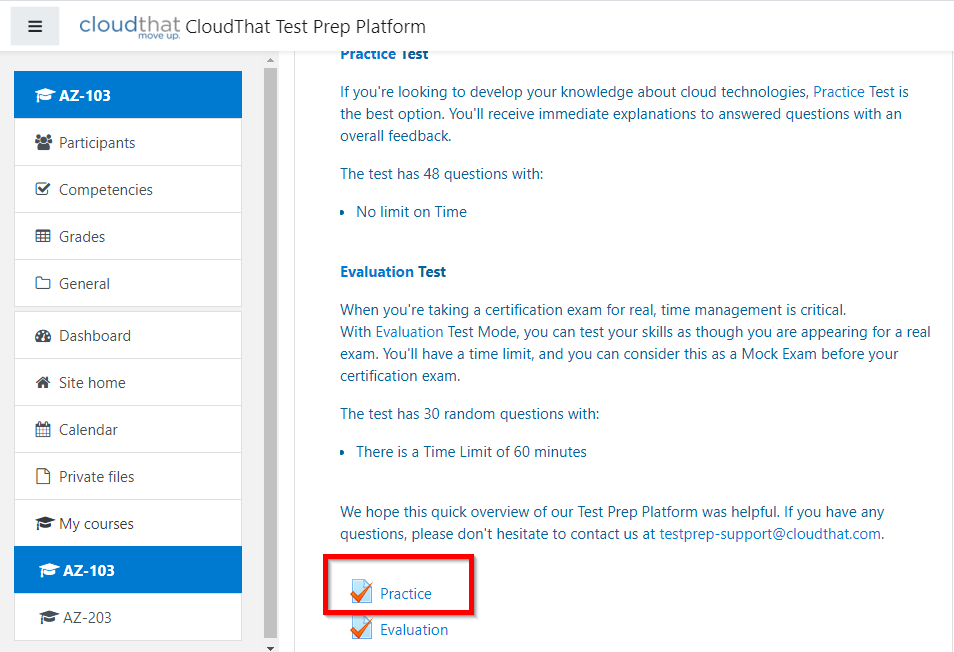 cloudthat
move up.
CloudThat Test Prep Platform
AZ-103
Participants
Competencies
Grades
General
Dashboard
Site home
Calendar
Private files
My courses
AZ-103
AZ-203
Practice Test
If you're looking to develop your knowledge about cloud technologies, Practice Test is
the best option. You'll receive immediate explanations to answered questions with an
overall feedback.
The test has 48 questions with:
• No limit on Time
Evaluation Test
When you're taking a certification exam for real, time management is critical.
With Evaluation Test Mode, you can test your skills as though you are appearing for a real
exam. You'll have a time limit, and you can consider this as a Mock Exam before your
certification exam.
The test has 30 random questions with:
• There is a Time Limit of 60 minutes
We hope this quick overview of our Test Prep Platform was helpful. If you have any
questions, please don't hesitate to contact us at testprep-support@cloudthat.com.
Practice
Evaluation